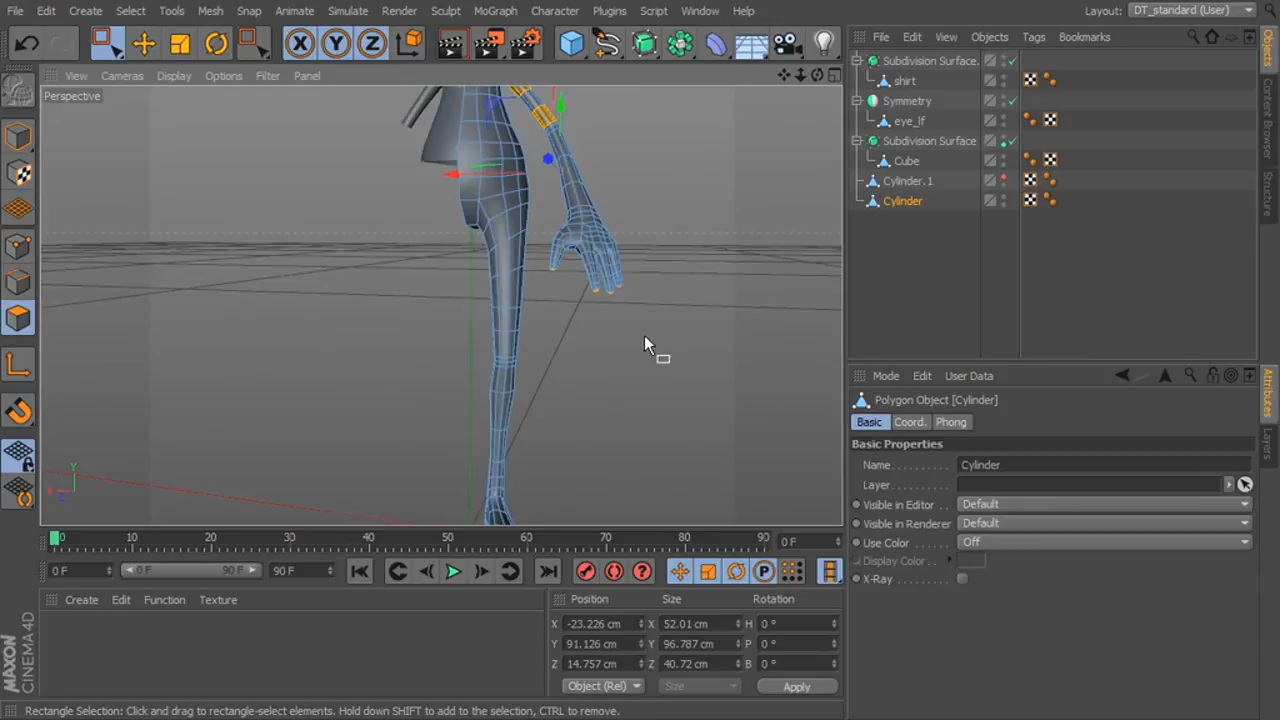 File Edit Create Select Tools Mesh Snap Animate Simulate Render Sculpt MoGraph Character Plugins Script Window Help Layout: DT_standard (User)
X Y Z
File Edit View Objects Tags Bookmarks
View Cameras Display Options Filter Panel
Perspective
Subdivision Surface.
shirt
Symmetry
eye_lf
Subdivision Surface
Cube
Cylinder.1
Cylinder
Objects
Content Browser
Structure
Mode Edit User Data
Polygon Object [Cylinder]
Basic Coord. Phong
Basic Properties
Name Cylinder
Layer
Visible in Editor Default
Visible in Renderer Default
Use Color Off
Display Color
X-Ray
Attributes
Layers
Y
X
Z
0 10 20 30 40 50 60 70 80 90 0 F
0 F 0 F 90 F 90 F
P
Create Edit Function Texture
Position Size Rotation
X -23.226 cm X 52.01 cm H 0 °
Y 91.126 cm Y 96.787 cm P 0 °
Z 14.757 cm Z 40.72 cm B 0 °
Object (Rel) Size Apply
MAXON
CINEMA 4D
Rectangle Selection: Click and drag to rectangle-select elements. Hold down SHIFT to add to the selection, CTRL to remove.